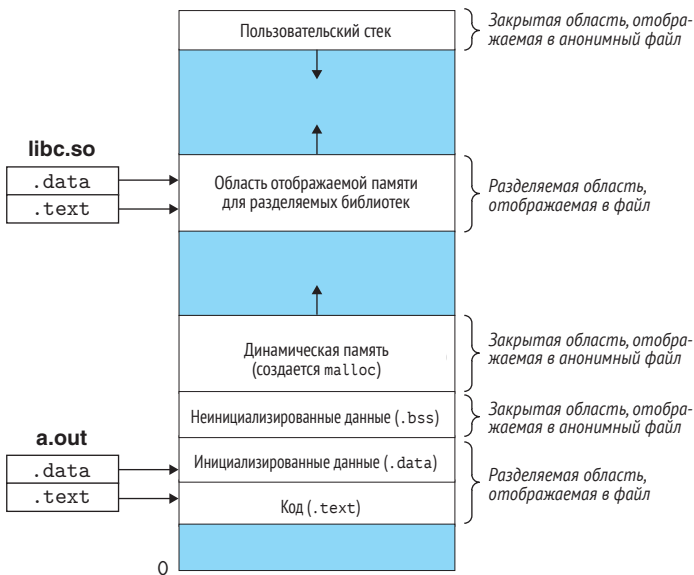 Пользовательский стек
Закрытая область, отобра-
жаемая в анонимный файл
libc.so
.data
.text
Область отображаемой памяти
для разделяемых библиотек
Разделяемая область,
отображаемая в файл
Динамическая память
(создается malloc)
Закрытая область, отобра-
жаемая в анонимный файл
Неинициализированные данные (.bss)
Закрытая область, отобра-
жаемая в анонимный файл
a.out
.data
.text
Инициализированные данные (.data)
Код (.text)
Разделяемая область,
отображаемая в файл
0